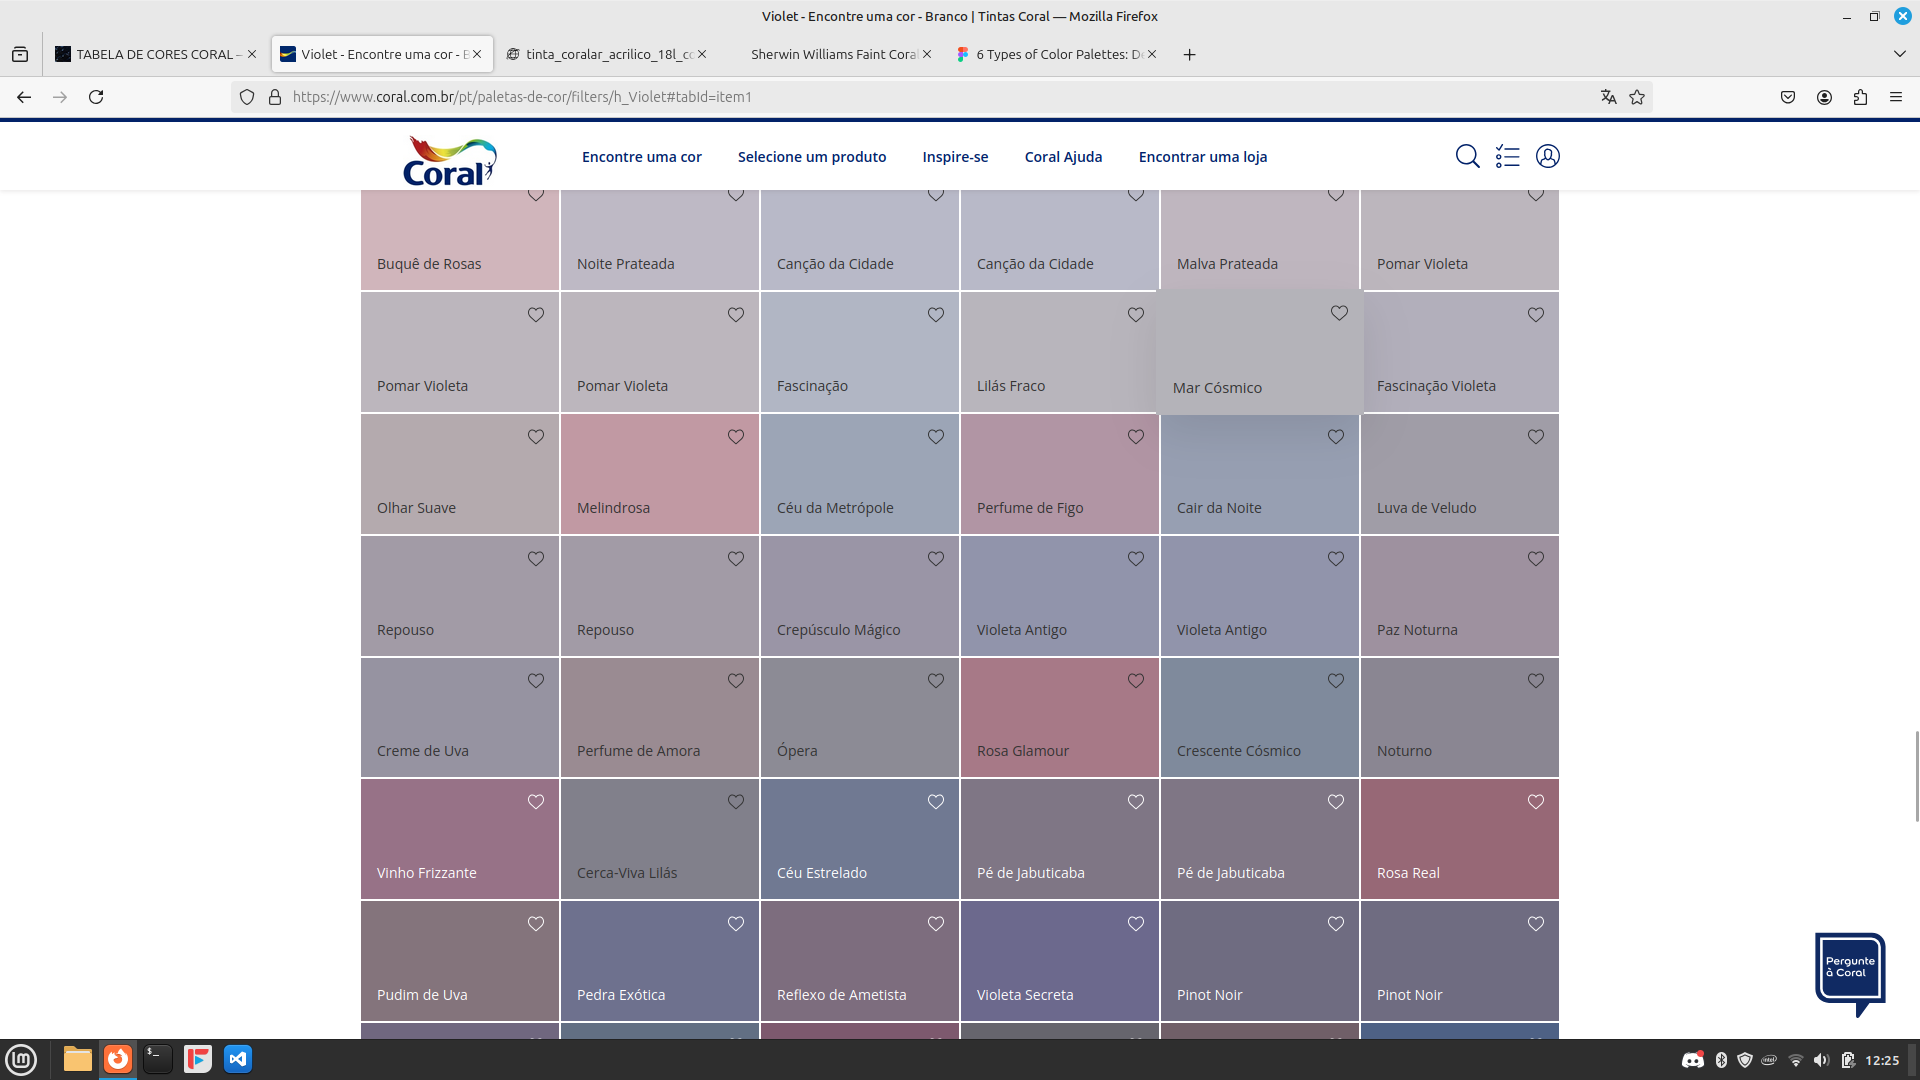 Violet - Encontre uma cor - Branco | Tintas Coral — Mozilla Firefox
TABELA DE CORES CORAL –
Violet - Encontre uma cor - B
tinta_coralar_acrilico_18l_cc
Sherwin Williams Faint Coral
6 Types of Color Palettes: De
https://www.coral.com.br/pt/paletas-de-cor/filters/h_Violet#tabId=item1
Coral
Encontre uma cor
Selecione um produto
Inspire-se
Coral Ajuda
Encontrar uma loja
Buquê de Rosas
Noite Prateada
Canção da Cidade
Canção da Cidade
Malva Prateada
Pomar Violeta
Pomar Violeta
Pomar Violeta
Fascinação
Lilás Fraco
Mar Cósmico
Fascinação Violeta
Olhar Suave
Melindrosa
Céu da Metrópole
Perfume de Figo
Cair da Noite
Luva de Veludo
Repouso
Repouso
Crepúsculo Mágico
Violeta Antigo
Violeta Antigo
Paz Noturna
Creme de Uva
Perfume de Amora
Ópera
Rosa Glamour
Crescente Cósmico
Noturno
Vinho Frizzante
Cerca-Viva Lilás
Céu Estrelado
Pé de Jabuticaba
Pé de Jabuticaba
Rosa Real
Pudim de Uva
Pedra Exótica
Reflexo de Ametista
Violeta Secreta
Pinot Noir
Pinot Noir
Pergunte
à Coral
12:25